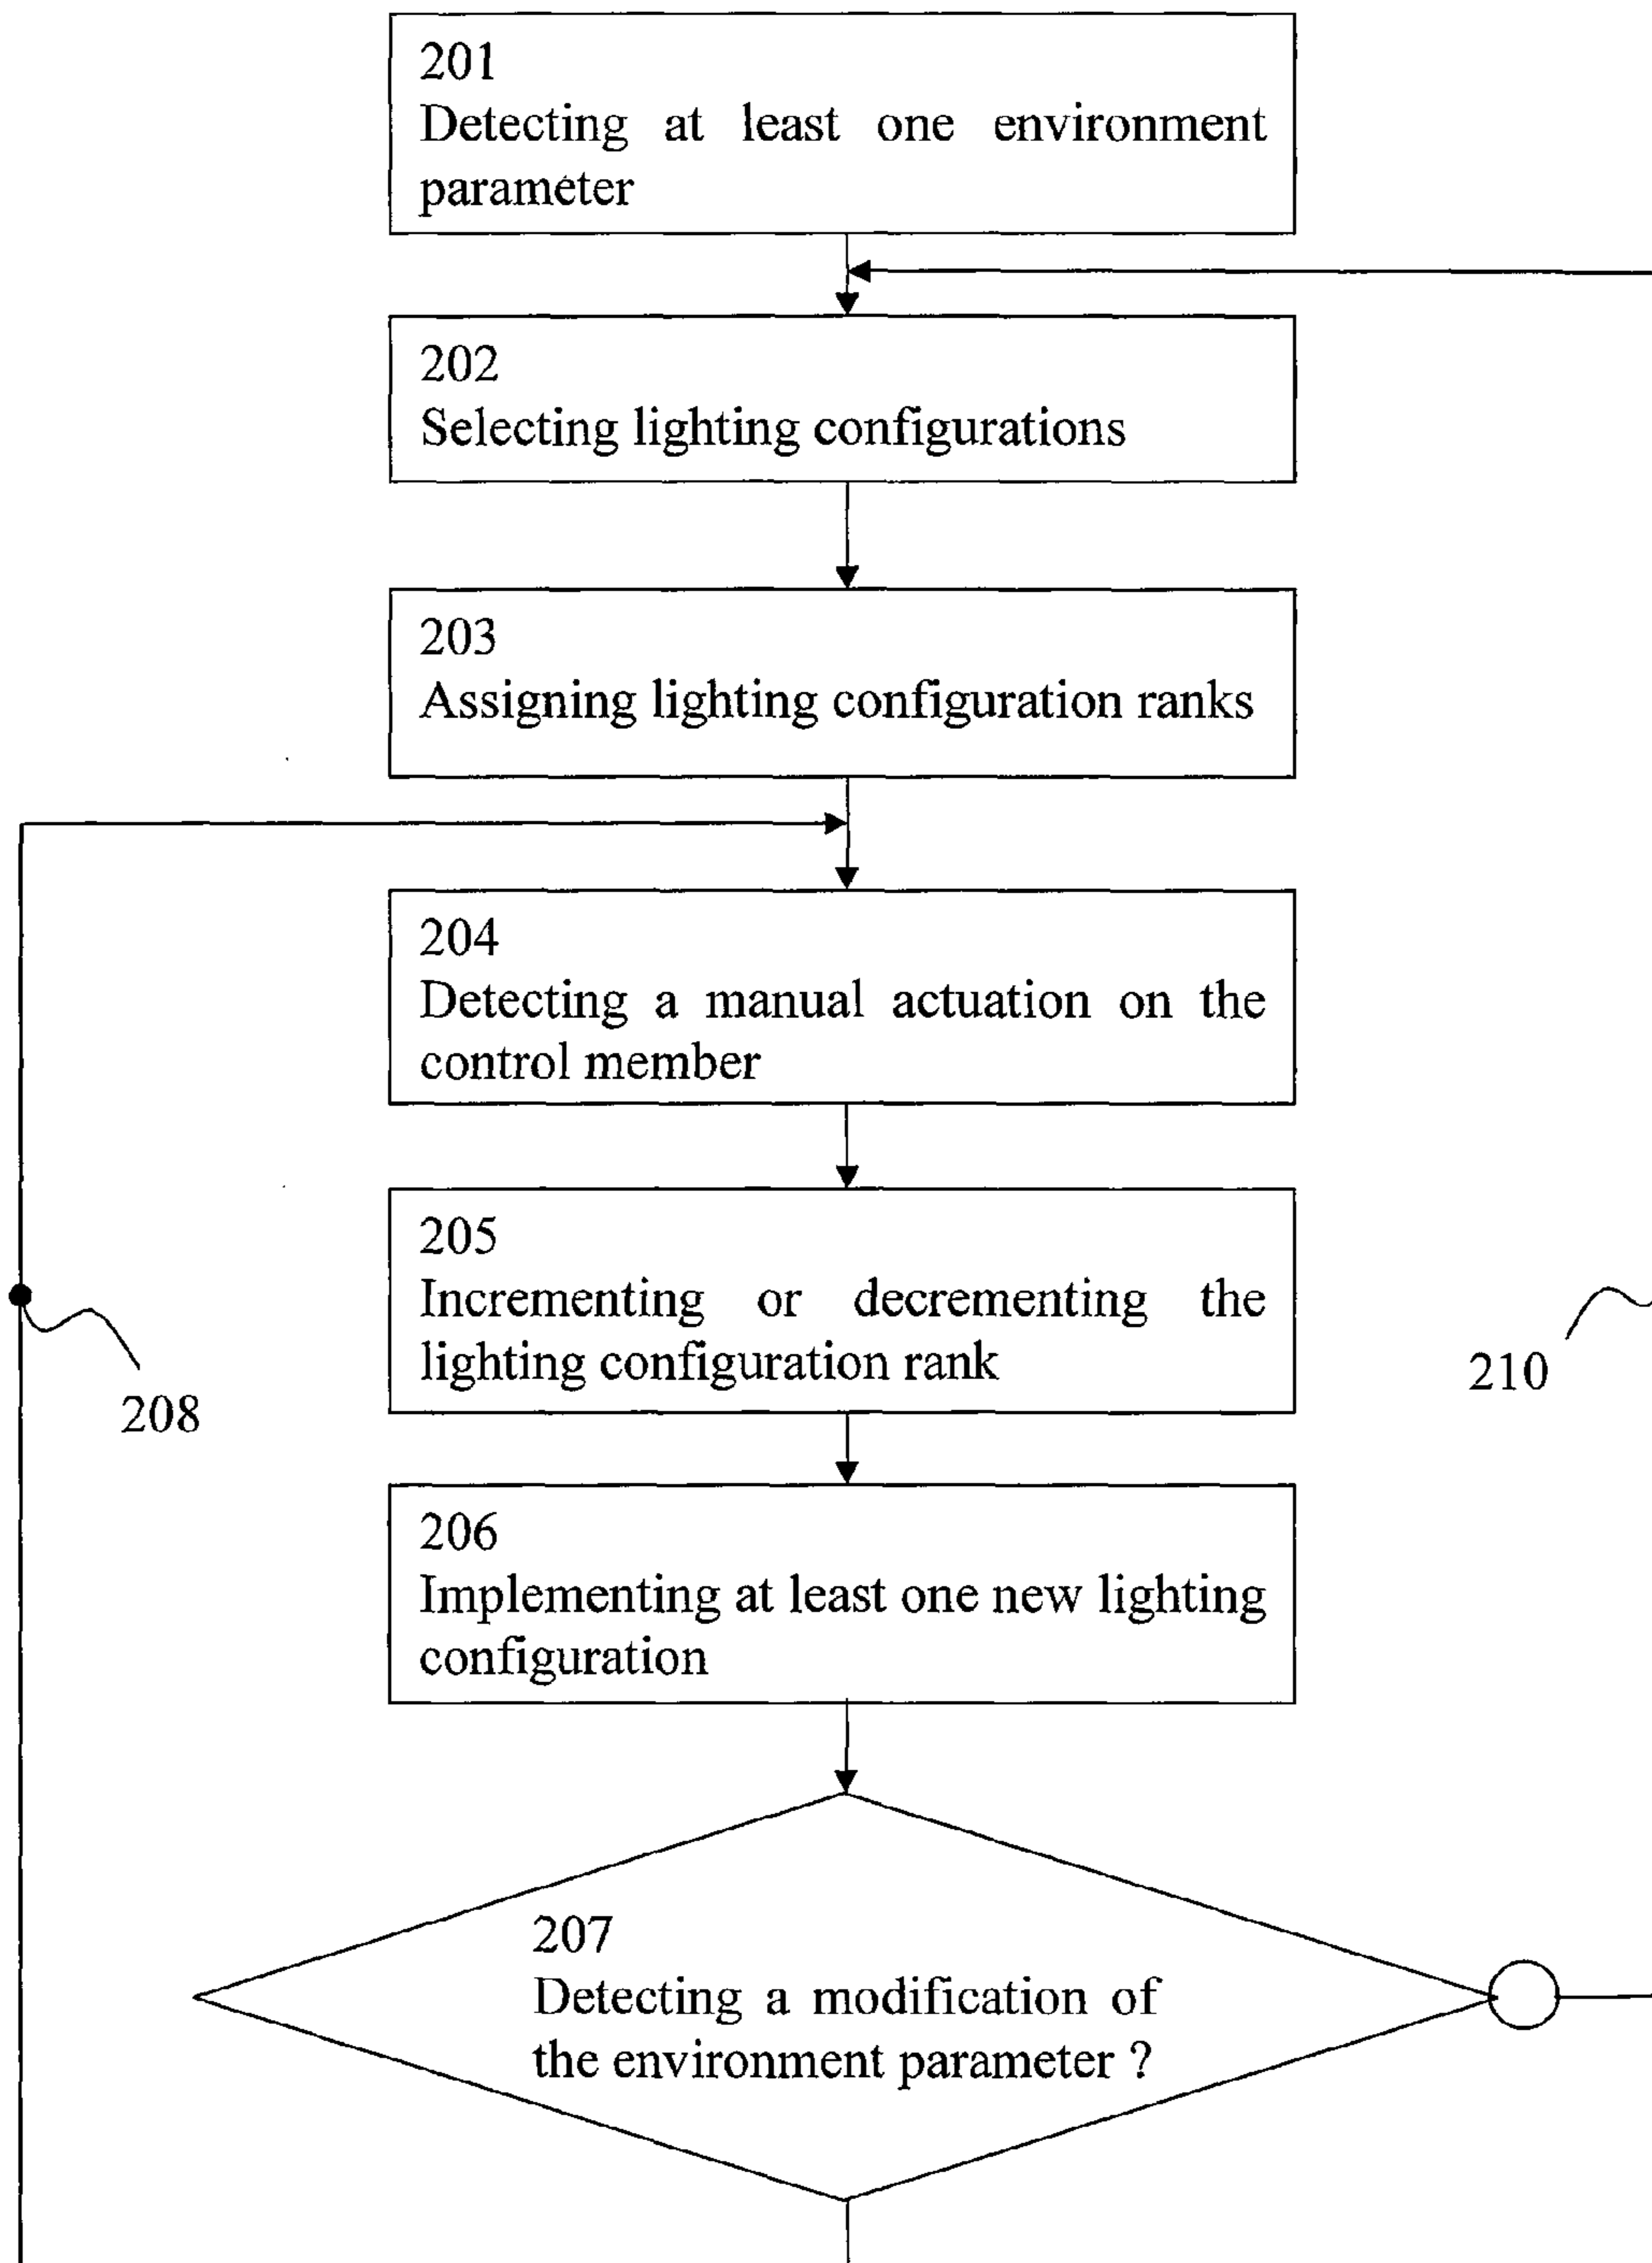 201
Detecting at least one environment
parameter
202
Selecting lighting configurations
203
Assigning lighting configuration ranks
204
Detecting a manual actuation on the
control member
205
Incrementing or decrementing the
lighting configuration rank
208
210
206
Implementing at least one new lighting
configuration
207
Detecting a modification of
the environment parameter ?